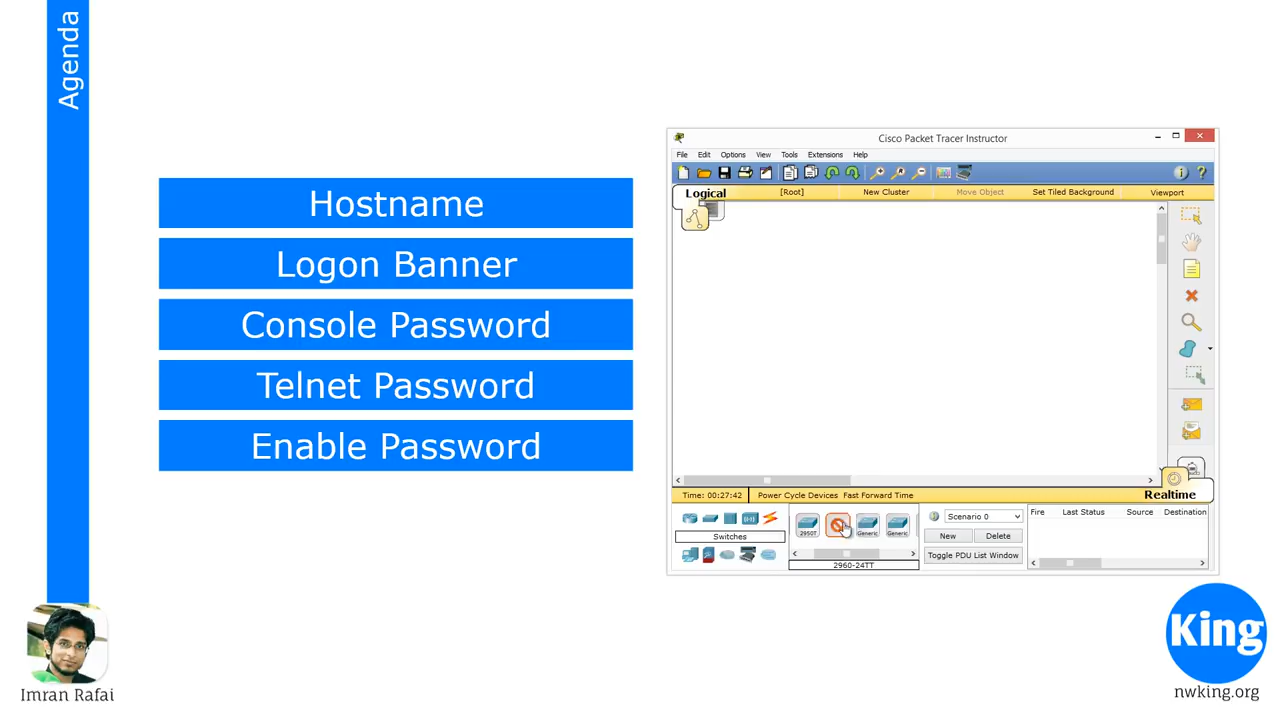 Agenda
Hostname
Logon Banner
Console Password
Telnet Password
Enable Password
Cisco Packet Tracer Instructor
File Edit Options View Tools Extensions Help
Logical [Root] New Cluster Move Object Set Tiled Background Viewport
Time: 00:27:42 Power Cycle Devices Fast Forward Time
Realtime
Switches
2950T
Generic
Generic
2960-24TT
Scenario 0
New Delete
Toggle PDU List Window
Fire Last Status Source Destination
Imran Rafai
King
nwking.org